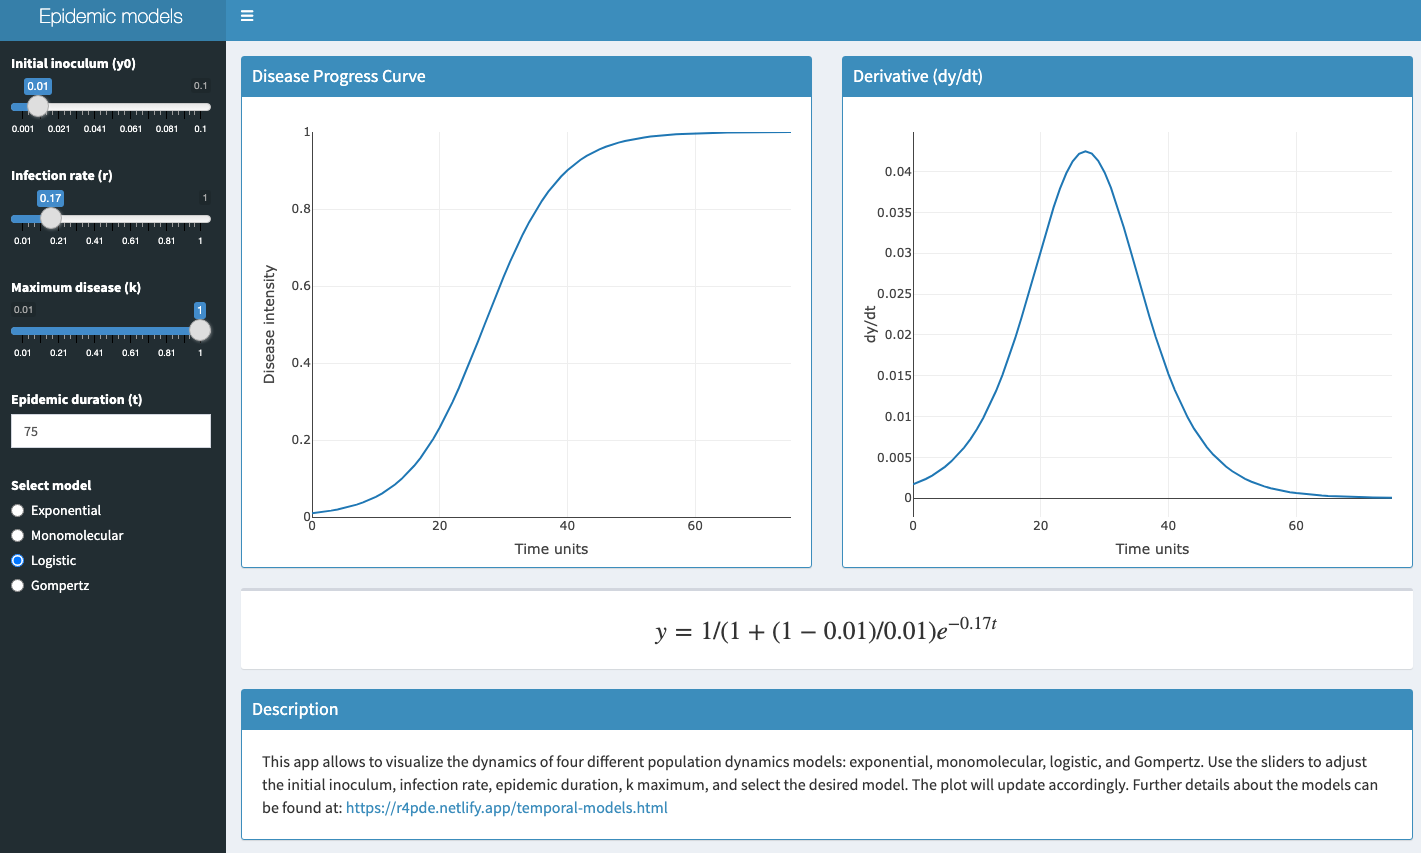 Epidemic models
Initial inoculum (y0)
0.01 0.1
0.001 0.021 0.041 0.061 0.081 0.1
Infection rate (r)
0.17 1
0.01 0.21 0.41 0.61 0.81 1
Maximum disease (k)
0.01 1
0.01 0.21 0.41 0.61 0.81 1
Epidemic duration (t)
75
Select model
Exponential
Monomolecular
Logistic
Gompertz
Disease Progress Curve
1
0.8
0.6
0.4
0.2
0
Disease intensity
0 20 40 60
Time units
Derivative (dy/dt)
0.04
0.035
0.03
0.025
0.02
0.015
0.01
0.005
0
dy/dt
0 20 40 60
Time units
y = 1/(1 + (1 − 0.01)/0.01)e^−0.17t
Description
This app allows to visualize the dynamics of four different population dynamics models: exponential, monomolecular, logistic, and Gompertz. Use the sliders to adjust
the initial inoculum, infection rate, epidemic duration, k maximum, and select the desired model. The plot will update accordingly. Further details about the models can
be found at: https://r4pde.netlify.app/temporal-models.html